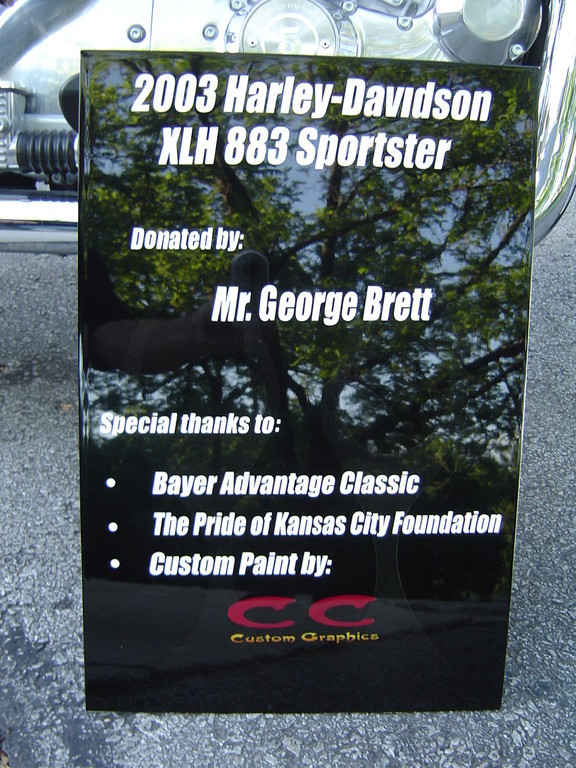 2003 Harley-Davidson
XLH 883 Sportster
Donated by:
Mr. George Brett
Special thanks to:
• Bayer Advantage Classic
• The Pride of Kansas City Foundation
• Custom Paint by:
CC
Custom Graphics